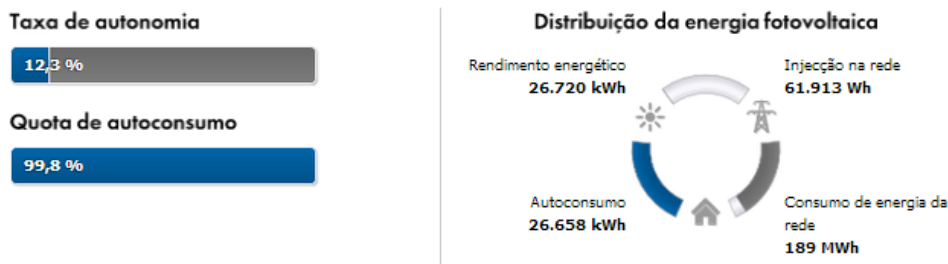 Taxa de autonomia
12,3 %
Quota de autoconsumo
99,8 %
Distribuição da energia fotovoltaica
Rendimento energético
26.720 kWh
Injecção na rede
61.913 Wh
Autoconsumo
26.658 kWh
Consumo de energia da
rede
189 MWh